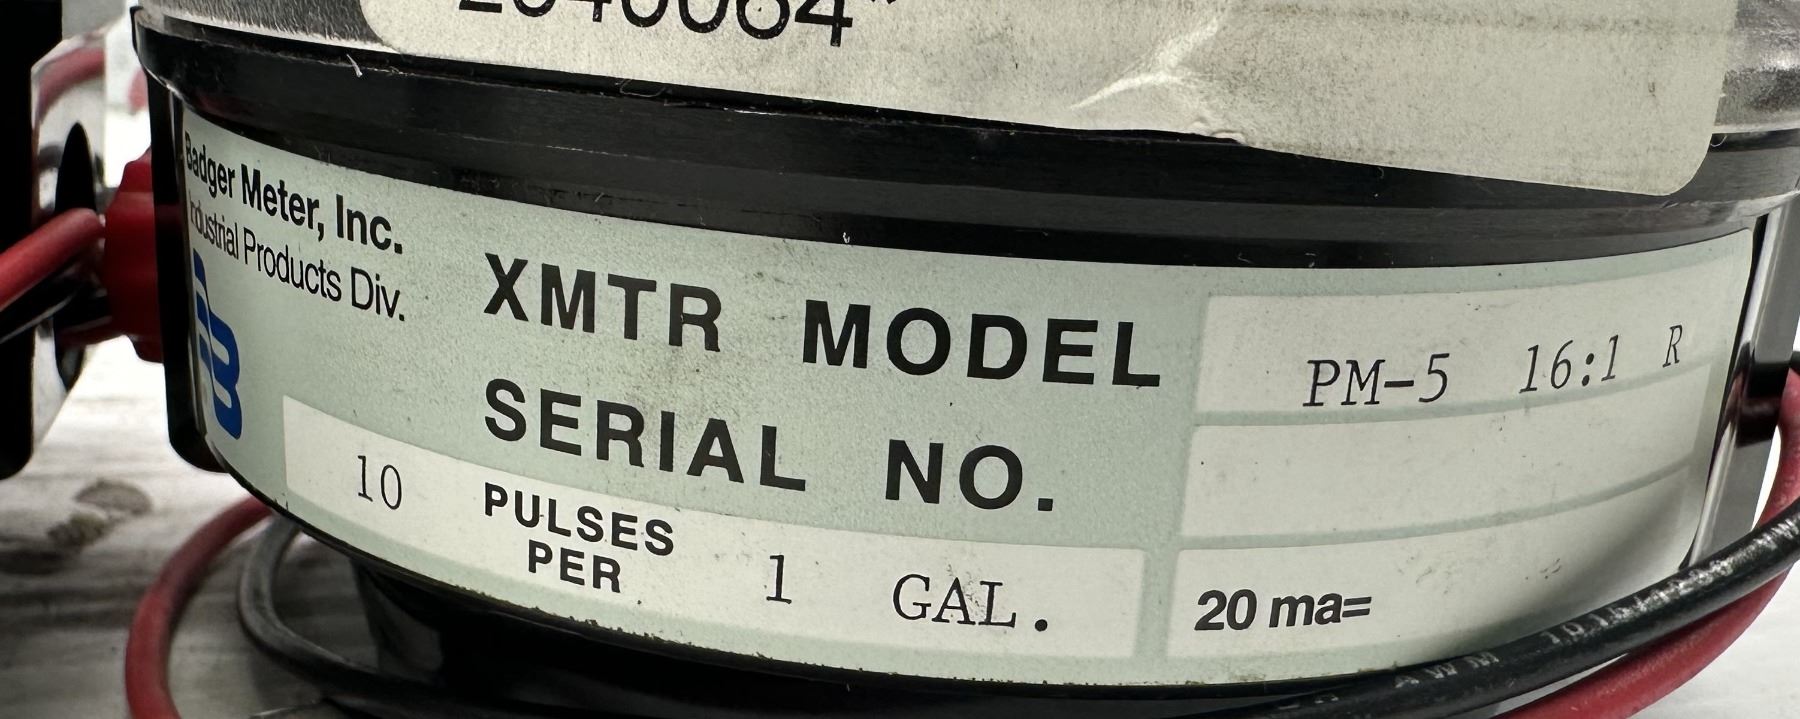 Badger Meter, Inc.
Industrial Products Div.
XMTR MODEL PM-5 16:1 R
SERIAL NO.
10 PULSES PER 1 GAL.
20 ma=